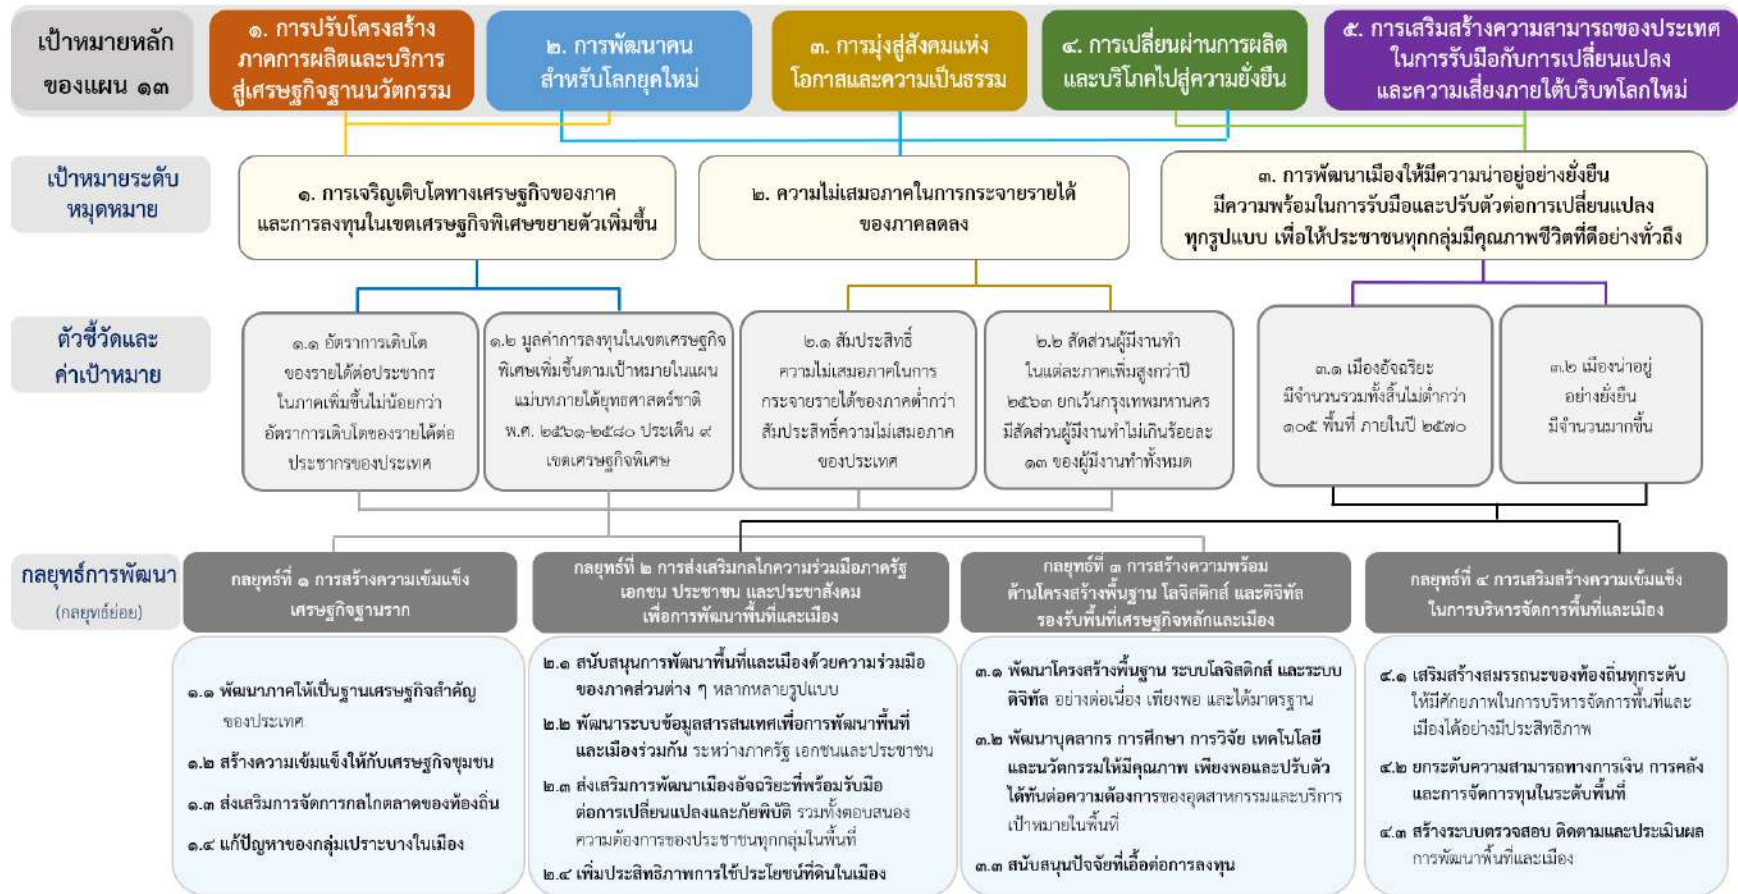 เป้าหมายหลัก
ของแผน ๑๓
๑. การปรับโครงสร้าง
ภาคการผลิตและบริการ
สู่เศรษฐกิจฐานนวัตกรรม
๒. การพัฒนาคน
สำหรับโลกยุคใหม่
๓. การมุ่งสู่สังคมแห่ง
โอกาสและความเป็นธรรม
๔. การเปลี่ยนผ่านการผลิต
และบริโภคไปสู่ความยั่งยืน
๕. การเสริมสร้างความสามารถของประเทศ
ในการรับมือกับการเปลี่ยนแปลง
และความเสี่ยงภายใต้บริบทโลกใหม่
เป้าหมายระดับ
หมุดหมาย
๑. การเจริญเติบโตทางเศรษฐกิจของภาค
และการลงทุนในเขตเศรษฐกิจพิเศษขยายตัวเพิ่มขึ้น
๒. ความไม่เสมอภาคในการกระจายรายได้
ของภาคลดลง
๓. การพัฒนาเมืองให้มีความน่าอยู่อย่างยั่งยืน
มีความพร้อมในการรับมือและปรับตัวต่อการเปลี่ยนแปลง
ทุกรูปแบบ เพื่อให้ประชาชนทุกกลุ่มมีคุณภาพชีวิตที่ดีอย่างทั่วถึง
ตัวชี้วัดและ
ค่าเป้าหมาย
๑.๑ อัตราการเติบโต
ของรายได้ต่อประชากร
ในภาคเพิ่มขึ้นไม่น้อยกว่า
อัตราการเติบโตของรายได้ต่อ
ประชากรของประเทศ
๑.๒ มูลค่าการลงทุนในเขตเศรษฐกิจ
พิเศษเพิ่มขึ้นตามเป้าหมายในแผน
แม่บทภายใต้ยุทธศาสตร์ชาติ
พ.ศ. ๒๕๖๑-๒๕๘๐ ประเด็น ๙
เขตเศรษฐกิจพิเศษ
๒.๑ สัมประสิทธิ์
ความไม่เสมอภาคในการ
กระจายรายได้ของภาคต่ำกว่า
สัมประสิทธิ์ความไม่เสมอภาค
ของประเทศ
๒.๒ สัดส่วนผู้มีงานทำ
ในแต่ละภาคเพิ่มสูงกว่าปี
๒๕๖๓ ยกเว้นกรุงเทพมหานคร
มีสัดส่วนผู้มีงานทำไม่เกินร้อยละ
๑๓ ของผู้มีงานทำทั้งหมด
๓.๑ เมืองอัจฉริยะ
มีจำนวนรวมทั้งสิ้นไม่ต่ำกว่า
๑๐๕ พื้นที่ ภายในปี ๒๕๗๐
๓.๒ เมืองน่าอยู่
อย่างยั่งยืน
มีจำนวนมากขึ้น
กลยุทธ์การพัฒนา
(กลยุทธ์ย่อย)
กลยุทธ์ที่ ๑ การสร้างความเข้มแข็ง
เศรษฐกิจฐานราก
๑.๑ พัฒนาภาคให้เป็นฐานเศรษฐกิจสำคัญ
ของประเทศ
๑.๒ สร้างความเข้มแข็งให้กับเศรษฐกิจชุมชน
๑.๓ ส่งเสริมการจัดการกลไกตลาดของท้องถิ่น
๑.๔ แก้ปัญหาของกลุ่มเปราะบางในเมือง
กลยุทธ์ที่ ๒ การส่งเสริมกลไกความร่วมมือภาครัฐ
เอกชน ประชาชน และประชาสังคม
เพื่อการพัฒนาพื้นที่และเมือง
๒.๑ สนับสนุนการพัฒนาพื้นที่และเมืองด้วยความร่วมมือ
ของภาคส่วนต่าง ๆ หลากหลายรูปแบบ
๒.๒ พัฒนาระบบข้อมูลสารสนเทศเพื่อการพัฒนาพื้นที่
และเมืองร่วมกัน ระหว่างภาครัฐ เอกชนและประชาชน
๒.๓ ส่งเสริมการพัฒนาเมืองอัจฉริยะที่พร้อมรับมือ
ต่อการเปลี่ยนแปลงและภัยพิบัติ รวมทั้งตอบสนอง
ความต้องการของประชาชนทุกกลุ่มในพื้นที่
๒.๔ เพิ่มประสิทธิภาพการใช้ประโยชน์ที่ดินในเมือง
กลยุทธ์ที่ ๓ การสร้างความพร้อม
ด้านโครงสร้างพื้นฐาน โลจิสติกส์ และดิจิทัล
รองรับพื้นที่เศรษฐกิจหลักและเมือง
๓.๑ พัฒนาโครงสร้างพื้นฐาน ระบบโลจิสติกส์ และระบบ
ดิจิทัล อย่างต่อเนื่อง เพียงพอ และได้มาตรฐาน
๓.๒ พัฒนาบุคลากร การศึกษา การวิจัย เทคโนโลยี
และนวัตกรรมให้มีคุณภาพ เพียงพอและปรับตัว
ได้ทันต่อความต้องการของอุตสาหกรรมและบริการ
เป้าหมายในพื้นที่
๓.๓ สนับสนุนปัจจัยที่เอื้อต่อการลงทุน
กลยุทธ์ที่ ๔ การเสริมสร้างความเข้มแข็ง
ในการบริหารจัดการพื้นที่และเมือง
๔.๑ เสริมสร้างสมรรถนะของท้องถิ่นทุกระดับ
ให้มีศักยภาพในการบริหารจัดการพื้นที่และ
เมืองได้อย่างมีประสิทธิภาพ
๔.๒ ยกระดับความสามารถทางการเงิน การคลัง
และการจัดการทุนในระดับพื้นที่
๔.๓ สร้างระบบตรวจสอบ ติดตามและประเมินผล
การพัฒนาพื้นที่และเมือง